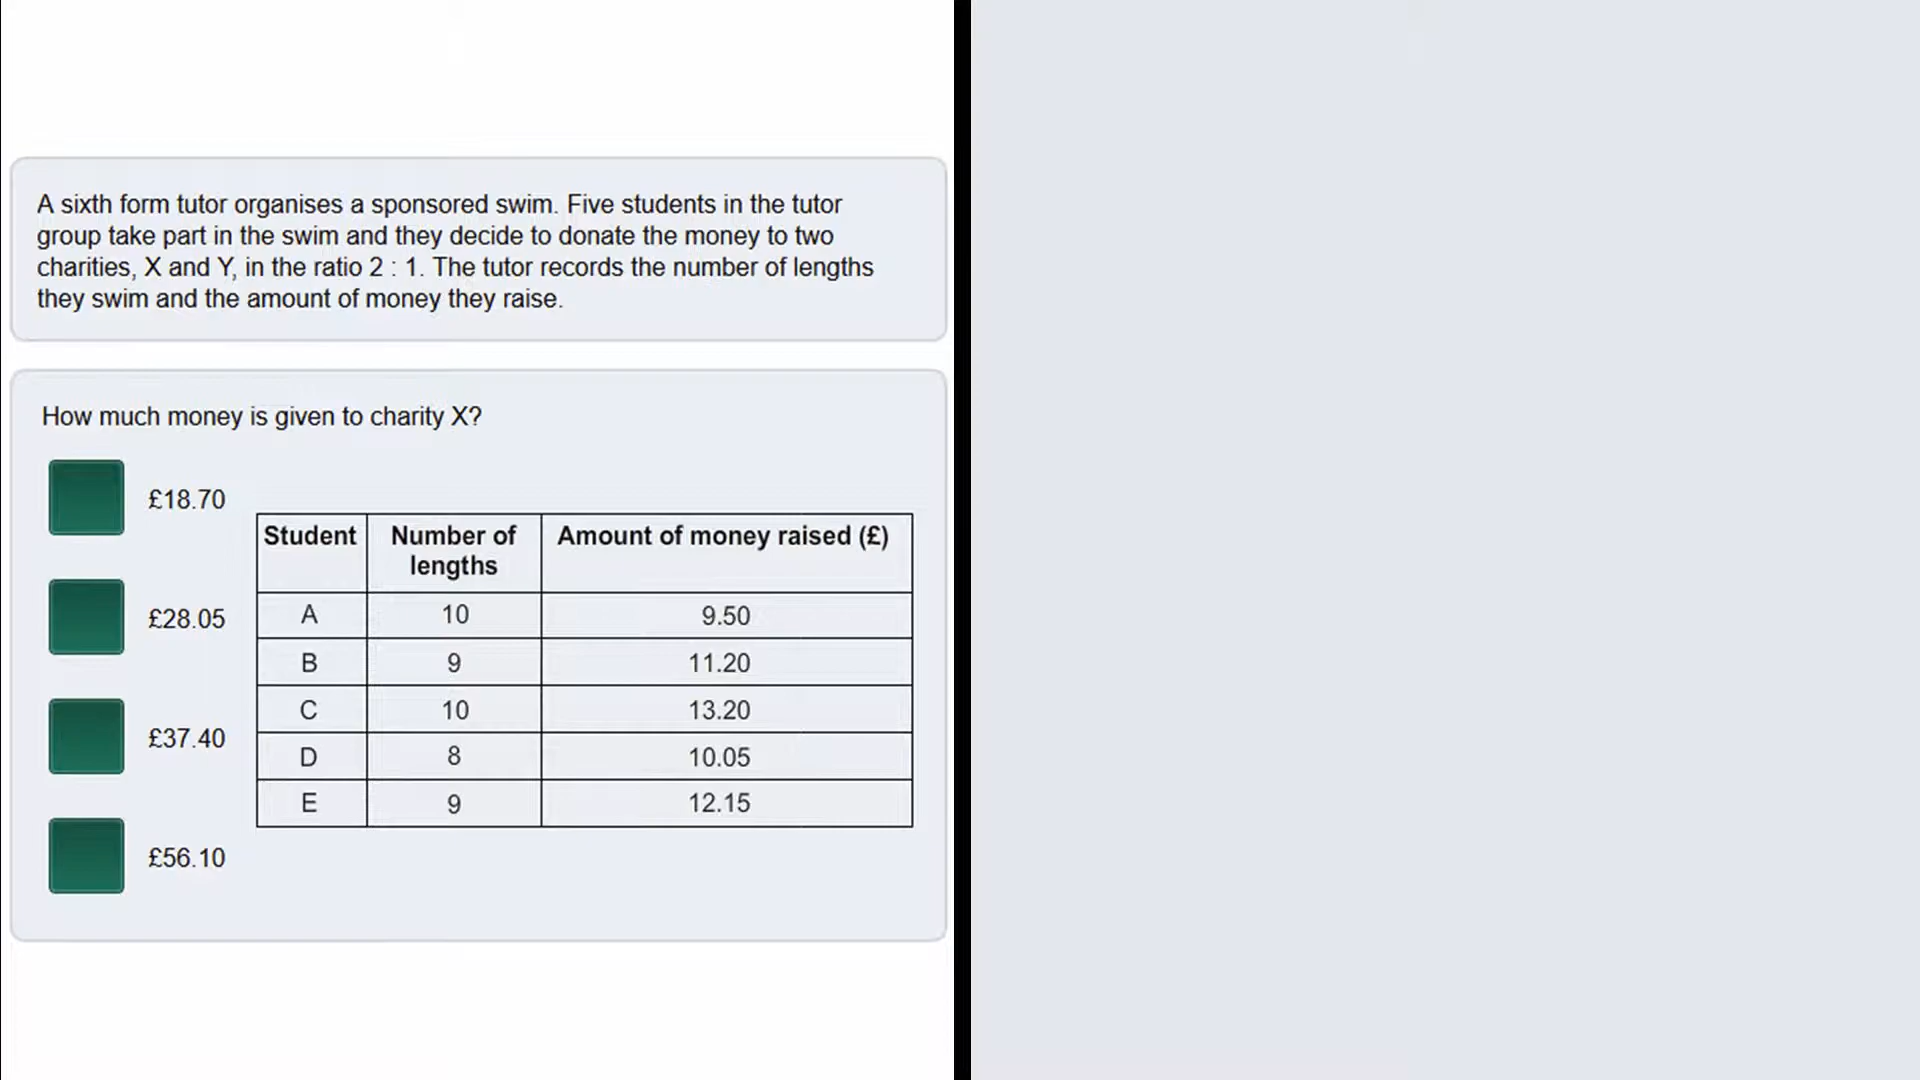 A sixth form tutor organises a sponsored swim. Five students in the tutor
group take part in the swim and they decide to donate the money to two
charities, X and Y, in the ratio 2 : 1. The tutor records the number of lengths
they swim and the amount of money they raise.
How much money is given to charity X?
£18.70
£28.05
£37.40
£56.10
Student Number of lengths Amount of money raised (£)
A 10 9.50
B 9 11.20
C 10 13.20
D 8 10.05
E 9 12.15